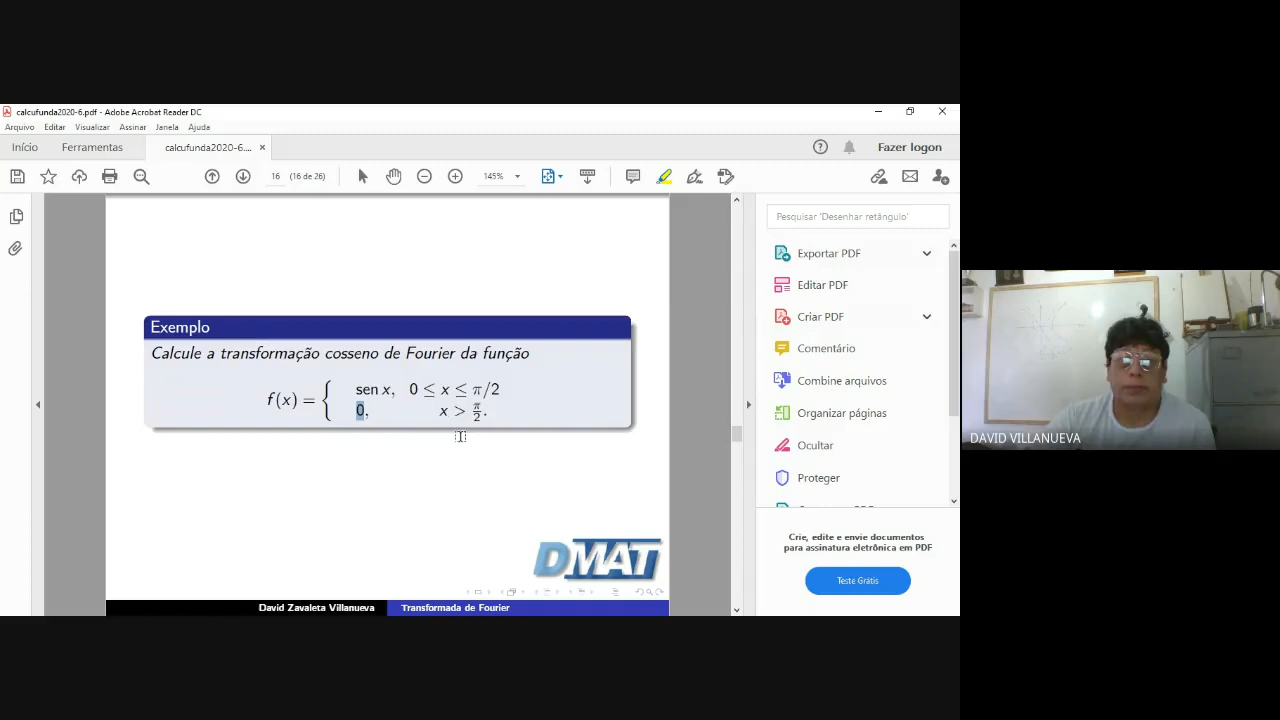 calcufunda2020-6.pdf - Adobe Acrobat Reader DC
Arquivo Editar Visualizar Assinar Janela Ajuda
Início Ferramentas calcufunda2020-6.... × Fazer logon
16 (16 de 26) 145%
Pesquisar 'Desenhar retângulo'
Exportar PDF
Editar PDF
Criar PDF
Comentário
Combine arquivos
Organizar páginas
Ocultar
Proteger
Crie, edite e envie documentos
para assinatura eletrônica em PDF
Teste Grátis
Exemplo
Calcule a transformação cosseno de Fourier da função
f(x) = { sen x, 0 ≤ x ≤ π/2
0, x > π/2.
DMAT
David Zavaleta Villanueva Transformada de Fourier
DAVID VILLANUEVA